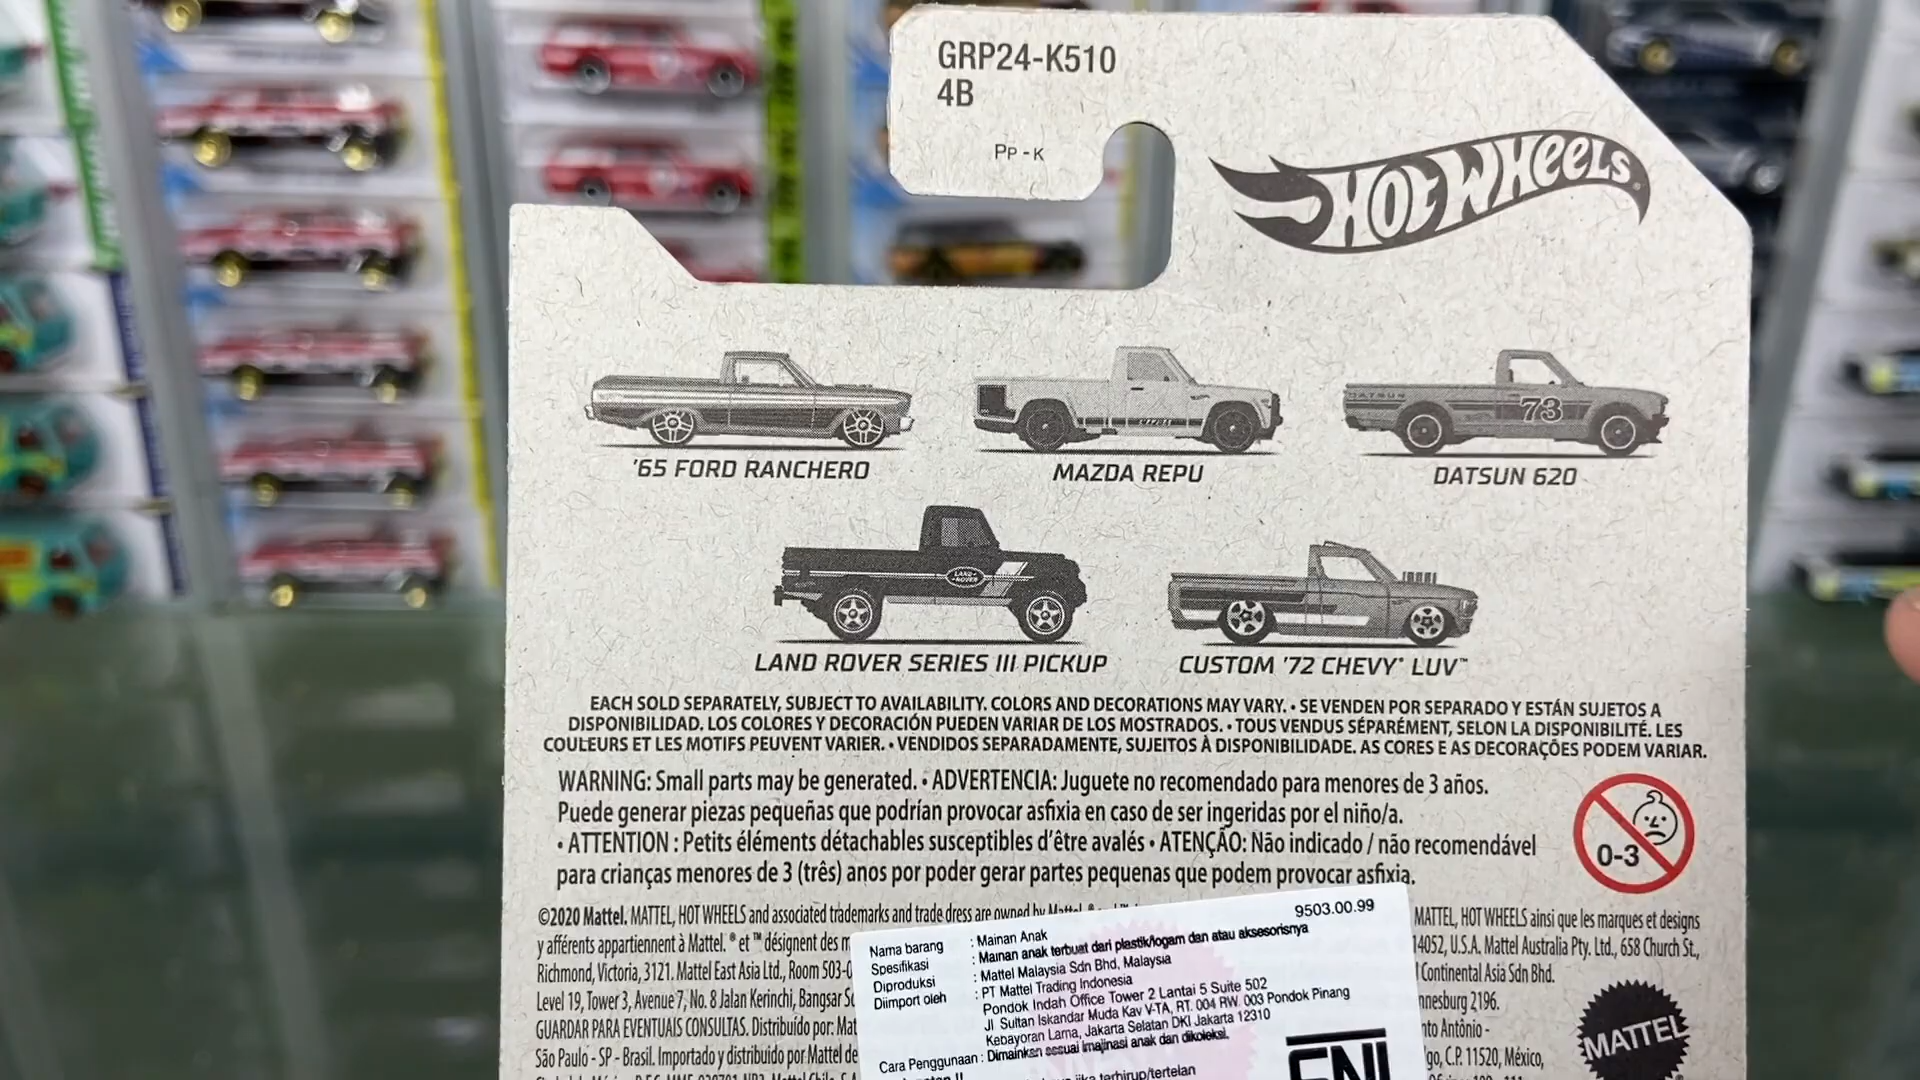 GRP24-K510
4B
PP-K
HOT WHEELS
DATSUN
73
'65 FORD RANCHERO
MAZDA REPU
DATSUN 620
LAND ROVER
LAND ROVER SERIES III PICKUP
CUSTOM '72 CHEVY® LUV™
EACH SOLD SEPARATELY, SUBJECT TO AVAILABILITY. COLORS AND DECORATIONS MAY VARY. • SE VENDEN POR SEPARADO Y ESTÁN SUJETOS A
DISPONIBILIDAD. LOS COLORES Y DECORACIÓN PUEDEN VARIAR DE LOS MOSTRADOS. • TOUS VENDUS SÉPARÉMENT, SELON LA DISPONIBILITÉ. LES
COULEURS ET LES MOTIFS PEUVENT VARIER. • VENDIDOS SEPARADAMENTE, SUJEITOS À DISPONIBILIDADE. AS CORES E AS DECORAÇÕES PODEM VARIAR.
WARNING: Small parts may be generated. • ADVERTENCIA: Juguete no recomendado para menores de 3 años.
Puede generar piezas pequeñas que podrían provocar asfixia en caso de ser ingeridas por el niño/a.
• ATTENTION : Petits éléments détachables susceptibles d'être avalés • ATENÇÃO: Não indicado / não recomendável
para crianças menores de 3 (três) anos por poder gerar partes pequenas que podem provocar asfixia.
0-3
©2020 Mattel. MATTEL, HOT WHEELS and associated trademarks and trade dress are owned by Mattel
MATTEL, HOT WHEELS ainsi que les marques et designs
y afférents appartiennent à Mattel. ® et ™ désignent des m
14052, U.S.A. Mattel Australia Pty. Ltd., 658 Church St.,
Richmond, Victoria, 3121. Mattel East Asia Ltd., Room 503-0
Continental Asia Sdn Bhd.
Level 19, Tower 3, Avenue 7, No. 8 Jalan Kerinchi, Bangsar So
nnesburg 2196.
GUARDAR PARA EVENTUAIS CONSULTAS. Distribuído por: Mat
nto Antônio -
São Paulo - SP - Brasil. Importado y distribuido por Mattel de
go, C.P. 11520, México,
MATTEL
9503.00.99
Nama barang : Mainan Anak
Spesifikasi : Mainan anak terbuat dari plastik/logam dan atau aksesorisnya
Diproduksi : Mattel Malaysia Sdn Bhd, Malaysia
Diimport oleh : PT Mattel Trading Indonesia
Pondok Indah Office Tower 2 Lantai 5 Suite 502
Jl Sultan Iskandar Muda Kav V-TA, RT. 004 RW. 003 Pondok Pinang
Kebayoran Lama, Jakarta Selatan DKI Jakarta 12310
Cara Penggunaan : Dimainkan sesuai imajinasi anak dan dikoleksi.
jika terhirup/tertelan
SNI